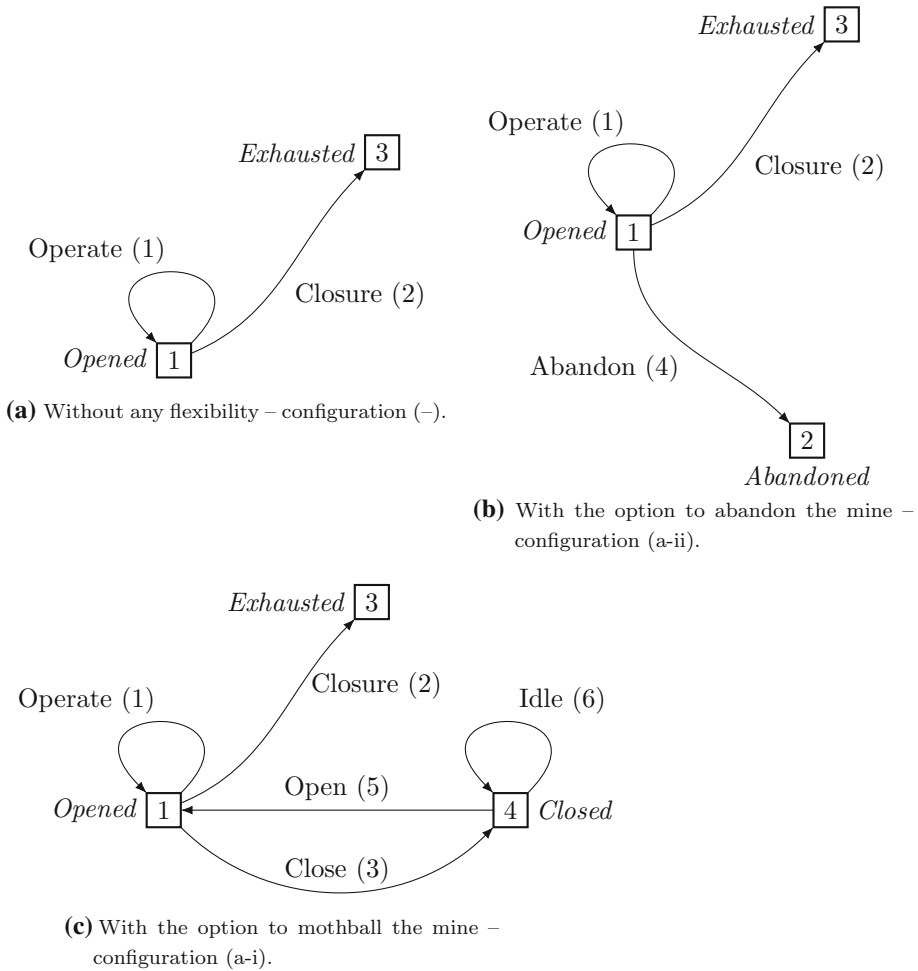 Exhausted 3
Operate (1)
Closure (2)
Opened 1
(a) Without any flexibility – configuration (–).
Exhausted 3
Operate (1)
Closure (2)
Opened 1
Abandon (4)
2
Abandoned
(b) With the option to abandon the mine –
configuration (a-ii).
Exhausted 3
Operate (1)
Closure (2)
Idle (6)
Open (5)
Opened 1
4 Closed
Close (3)
(c) With the option to mothball the mine –
configuration (a-i).